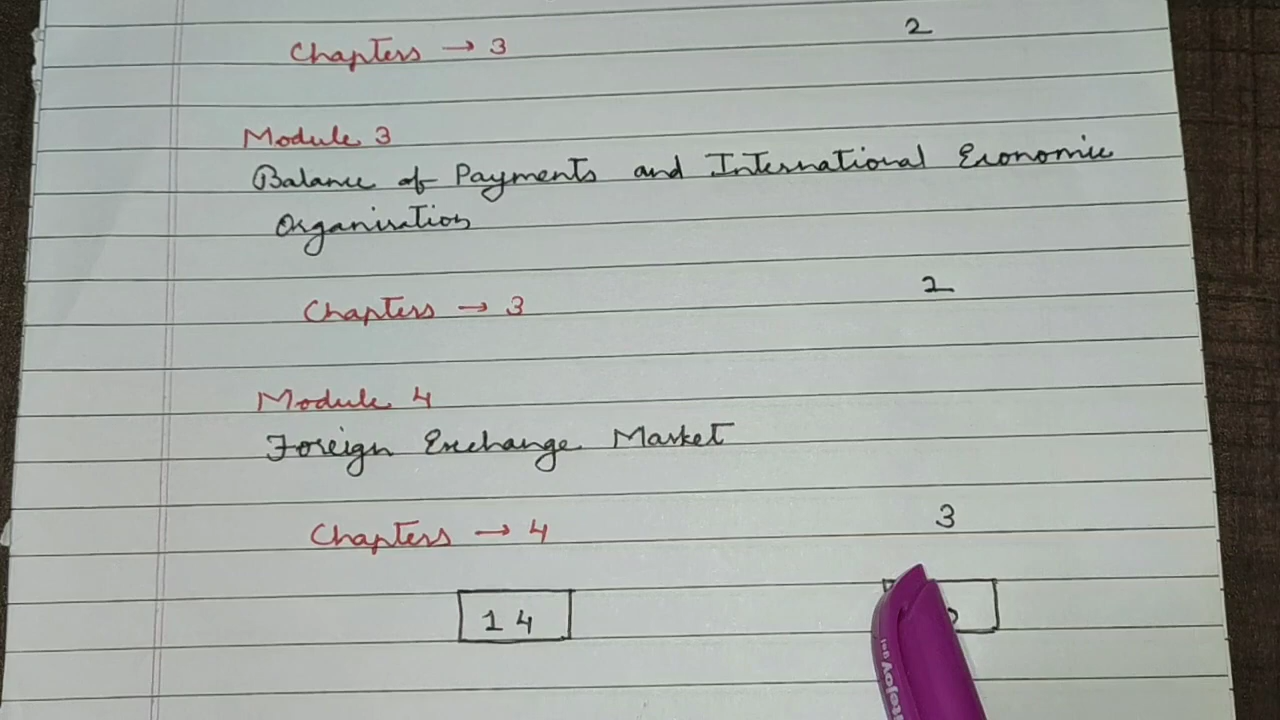 Chapters → 3 2
Module 3
Balance of Payments and International Economic
Organisation
Chapters → 3 2
Module 4
Foreign Exchange Market
Chapters → 4 3
14